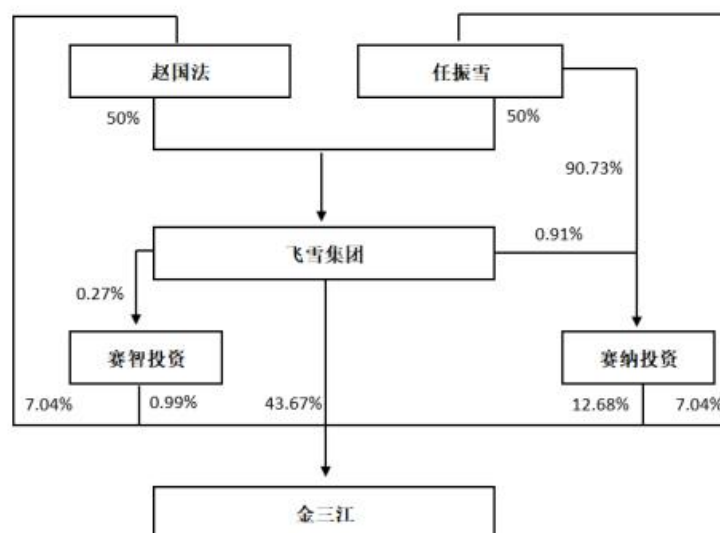 赵国法
任振雪
50%
50%
90.73%
飞雪集团
0.91%
0.27%
赛智投资
赛纳投资
7.04%
0.99%
43.67%
12.68%
7.04%
金三江